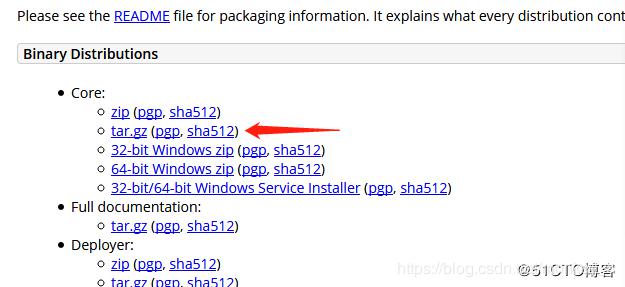 Please see the README file for packaging information. It explains what every distribution cont
Binary Distributions
Core:
zip (pgp, sha512)
tar.gz (pgp, sha512)
32-bit Windows zip (pgp, sha512)
64-bit Windows zip (pgp, sha512)
32-bit/64-bit Windows Service Installer (pgp, sha512)
Full documentation:
tar.gz (pgp, sha512)
Deployer:
zip (pgp, sha512)
tar.gz (pgp, sha512)
https://blog.csdn.n
@51CTO博客